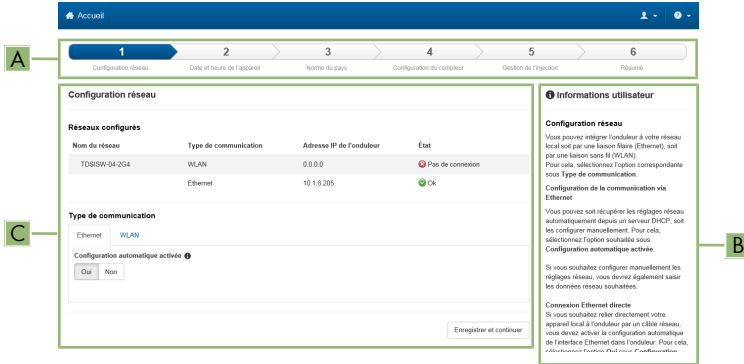 Accueil
1 2 3 4 5 6
Configuration réseau Date et heure de l'appareil Norme du pays Configuration du compteur Gestion de l'injection Résumé
A
Configuration réseau
Réseaux configurés
Nom du réseau Type de communication Adresse IP de l'onduleur État
TDSISW-04-2G4 WLAN 0.0.0.0 Pas de connexion
Ethernet 10.1.8.205 Ok
Type de communication
Ethernet WLAN
Configuration automatique activée
Oui Non
Enregistrer et continuer
C
Informations utilisateur
Configuration réseau
Vous pouvez intégrer l'onduleur à votre réseau
local soit par une liaison filaire (Ethernet), soit
par une liaison sans fil (WLAN).
Pour cela, sélectionnez l'option correspondante
sous Type de communication.
Configuration de la communication via
Ethernet
Vous pouvez soit récupérer les réglages réseau
automatiquement depuis un serveur DHCP, soit
les configurer manuellement. Pour cela,
sélectionnez l'option souhaitée sous
Configuration automatique activée.
Si vous souhaitez configurer manuellement les
réglages réseau, vous devrez également saisir
les données réseau souhaitées.
Connexion Ethernet directe
Si vous souhaitez relier directement votre
appareil local à l'onduleur par un câble réseau,
vous devez activer la configuration automatique
de l'interface Ethernet dans l'onduleur. Pour cela,
sélectionnez l'option Oui sous Configuration
B